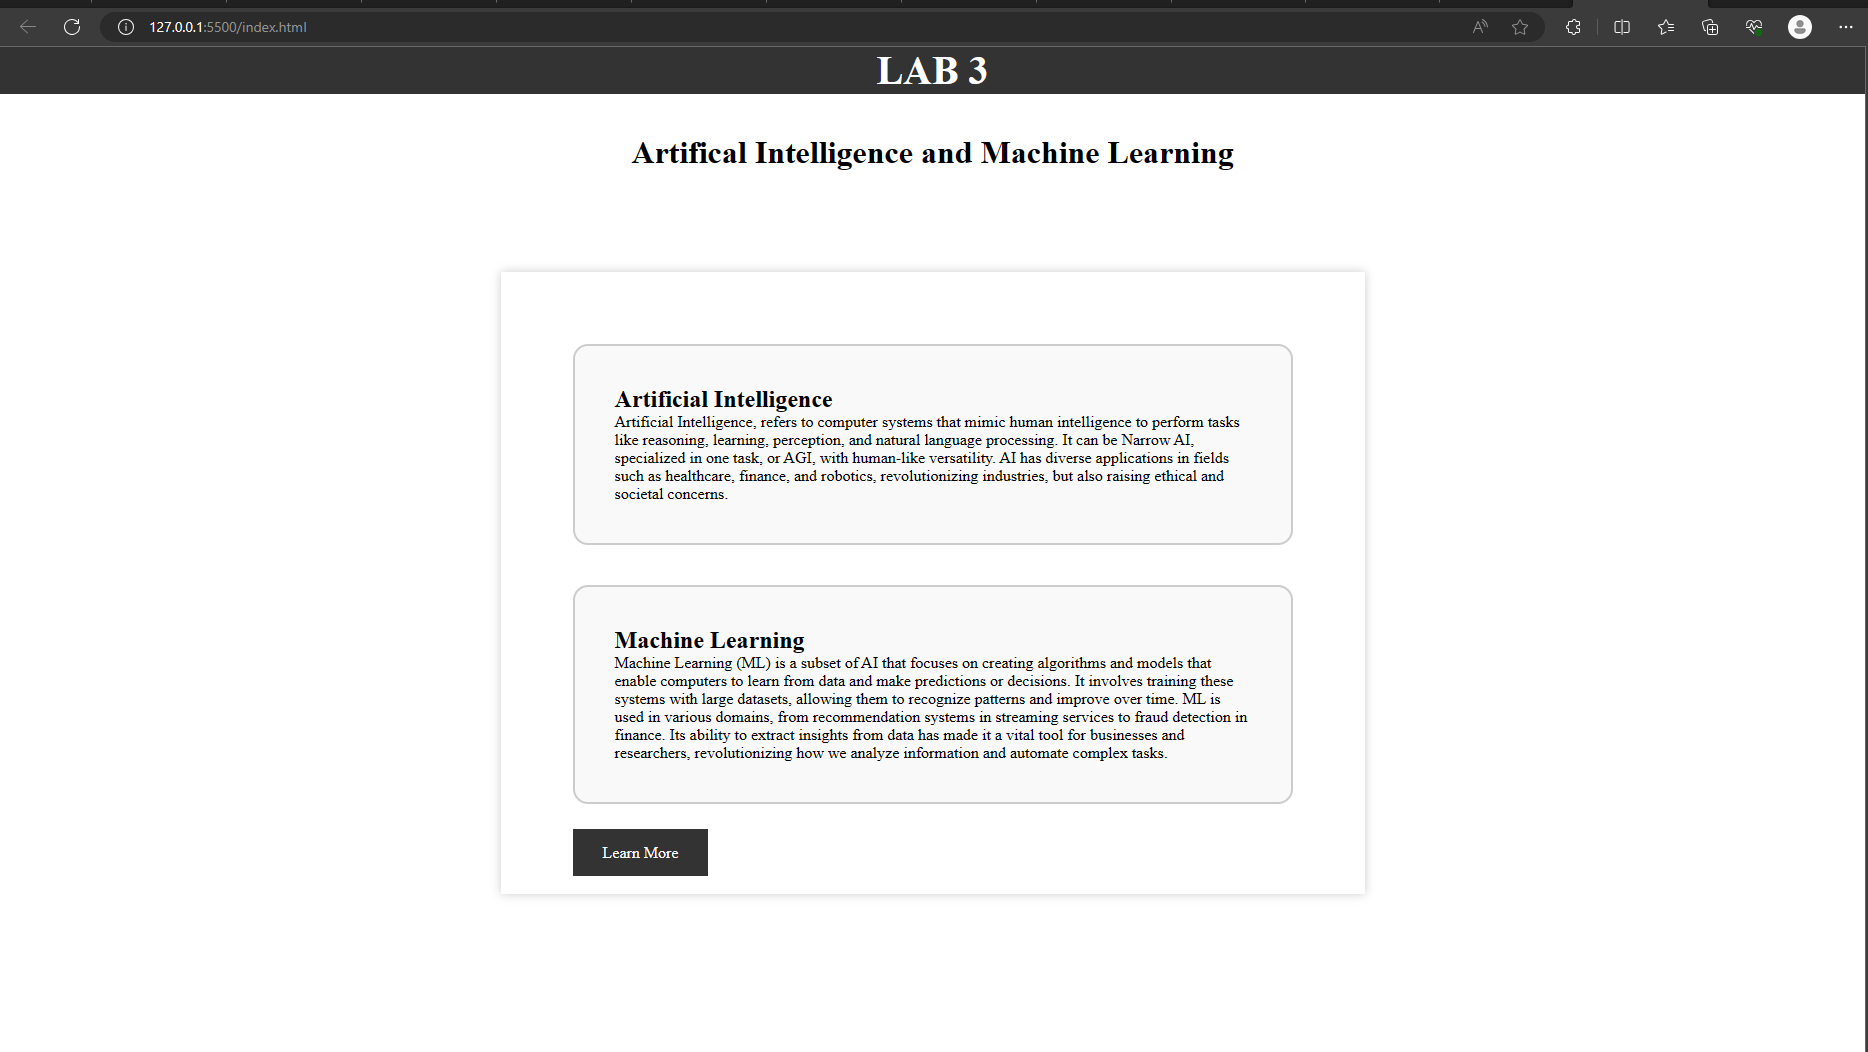 127.0.0.1:5500/index.html
LAB 3
Artifical Intelligence and Machine Learning
Artificial Intelligence
Artificial Intelligence, refers to computer systems that mimic human intelligence to perform tasks
like reasoning, learning, perception, and natural language processing. It can be Narrow AI,
specialized in one task, or AGI, with human-like versatility. AI has diverse applications in fields
such as healthcare, finance, and robotics, revolutionizing industries, but also raising ethical and
societal concerns.
Machine Learning
Machine Learning (ML) is a subset of AI that focuses on creating algorithms and models that
enable computers to learn from data and make predictions or decisions. It involves training these
systems with large datasets, allowing them to recognize patterns and improve over time. ML is
used in various domains, from recommendation systems in streaming services to fraud detection in
finance. Its ability to extract insights from data has made it a vital tool for businesses and
researchers, revolutionizing how we analyze information and automate complex tasks.
Learn More